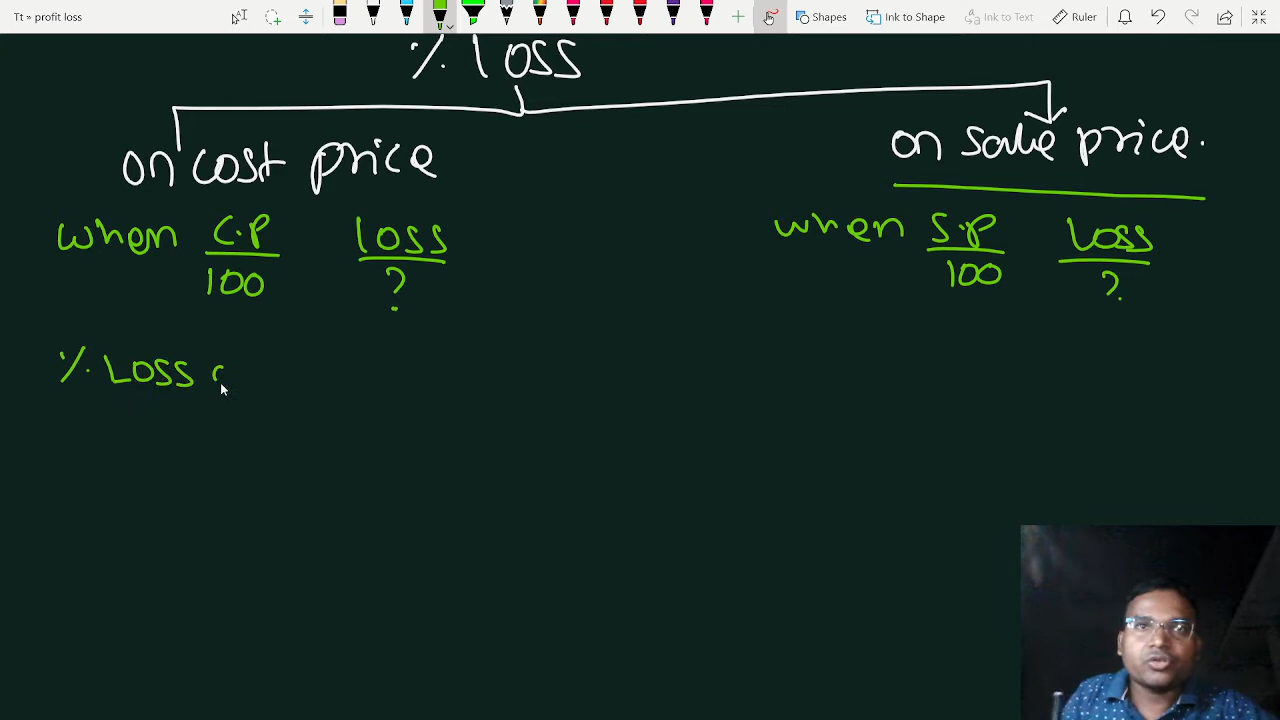 Tt » profit loss
Shapes
Ink to Shape
Ink to Text
Ruler
% Loss
on cost price
on sale price.
when C.P loss
100 ?
when S.P Loss
100 ?
% Loss